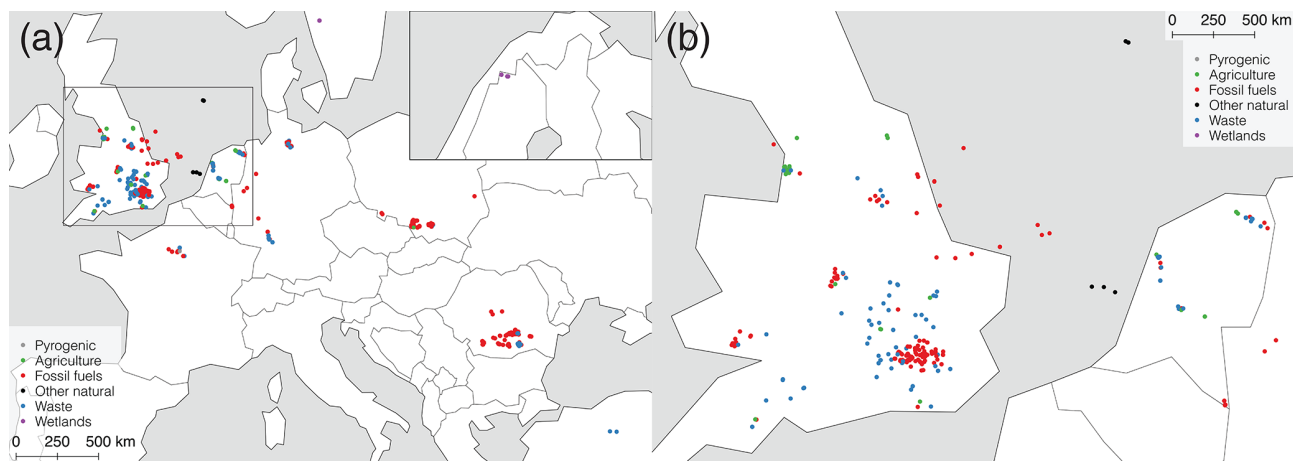 (a)
Pyrogenic
Agriculture
Fossil fuels
Other natural
Waste
Wetlands
0 250 500 km
(b)
0 250 500 km
Pyrogenic
Agriculture
Fossil fuels
Other natural
Waste
Wetlands